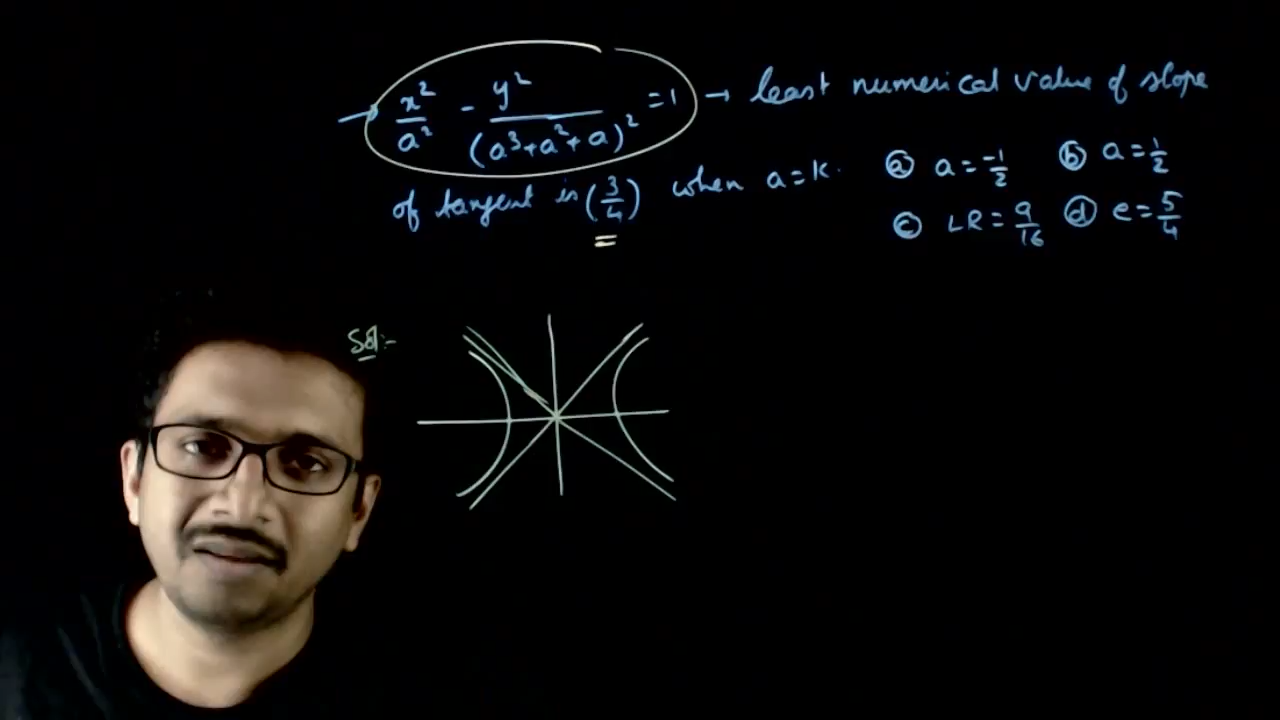 → x²/a² - y²/(a³+a²+a)² = 1 → least numerical value of slope
of tangent is (3/4) when a=k.
ⓐ a = -1/2 ⓑ a = 1/2
ⓒ LR = 9/16 ⓓ e = 5/4
Sol :-